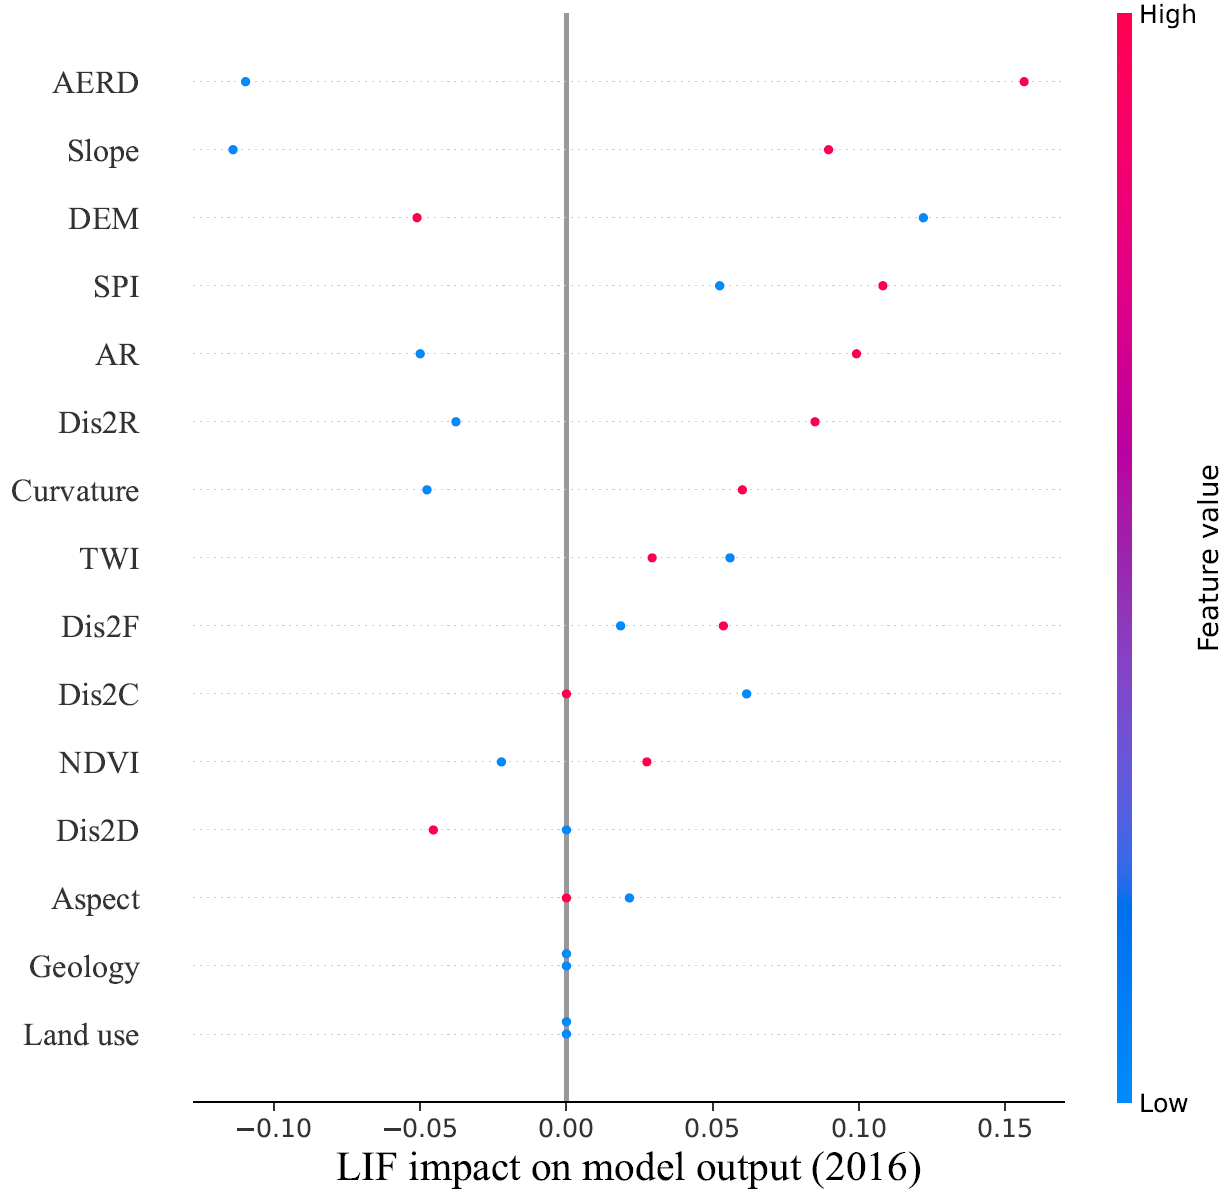 High
AERD
Slope
DEM
SPI
AR
Dis2R
Curvature
TWI
Dis2F
Dis2C
NDVI
Dis2D
Aspect
Geology
Land use
Feature value
Low
−0.10 −0.05 0.00 0.05 0.10 0.15
LIF impact on model output (2016)